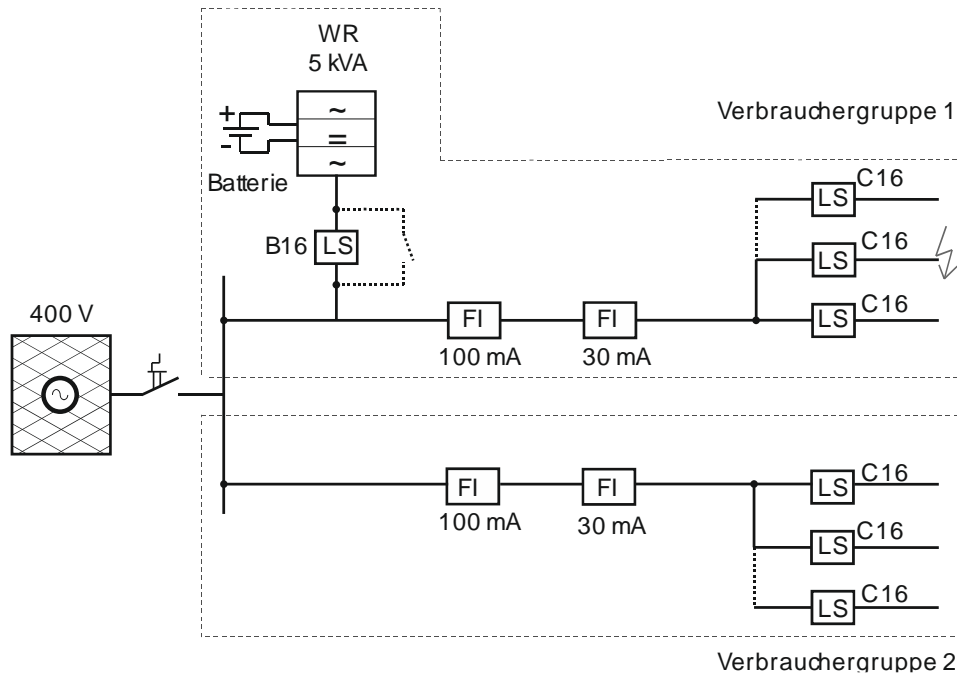 WR
5 kVA
Verbrauchergruppe 1
+
-
~
=
~
Batterie
B16 LS
LS C16
LS C16
LS C16
400 V
FI
100 mA
FI
30 mA
~
FI
100 mA
FI
30 mA
LS C16
LS C16
LS C16
Verbrauchergruppe 2